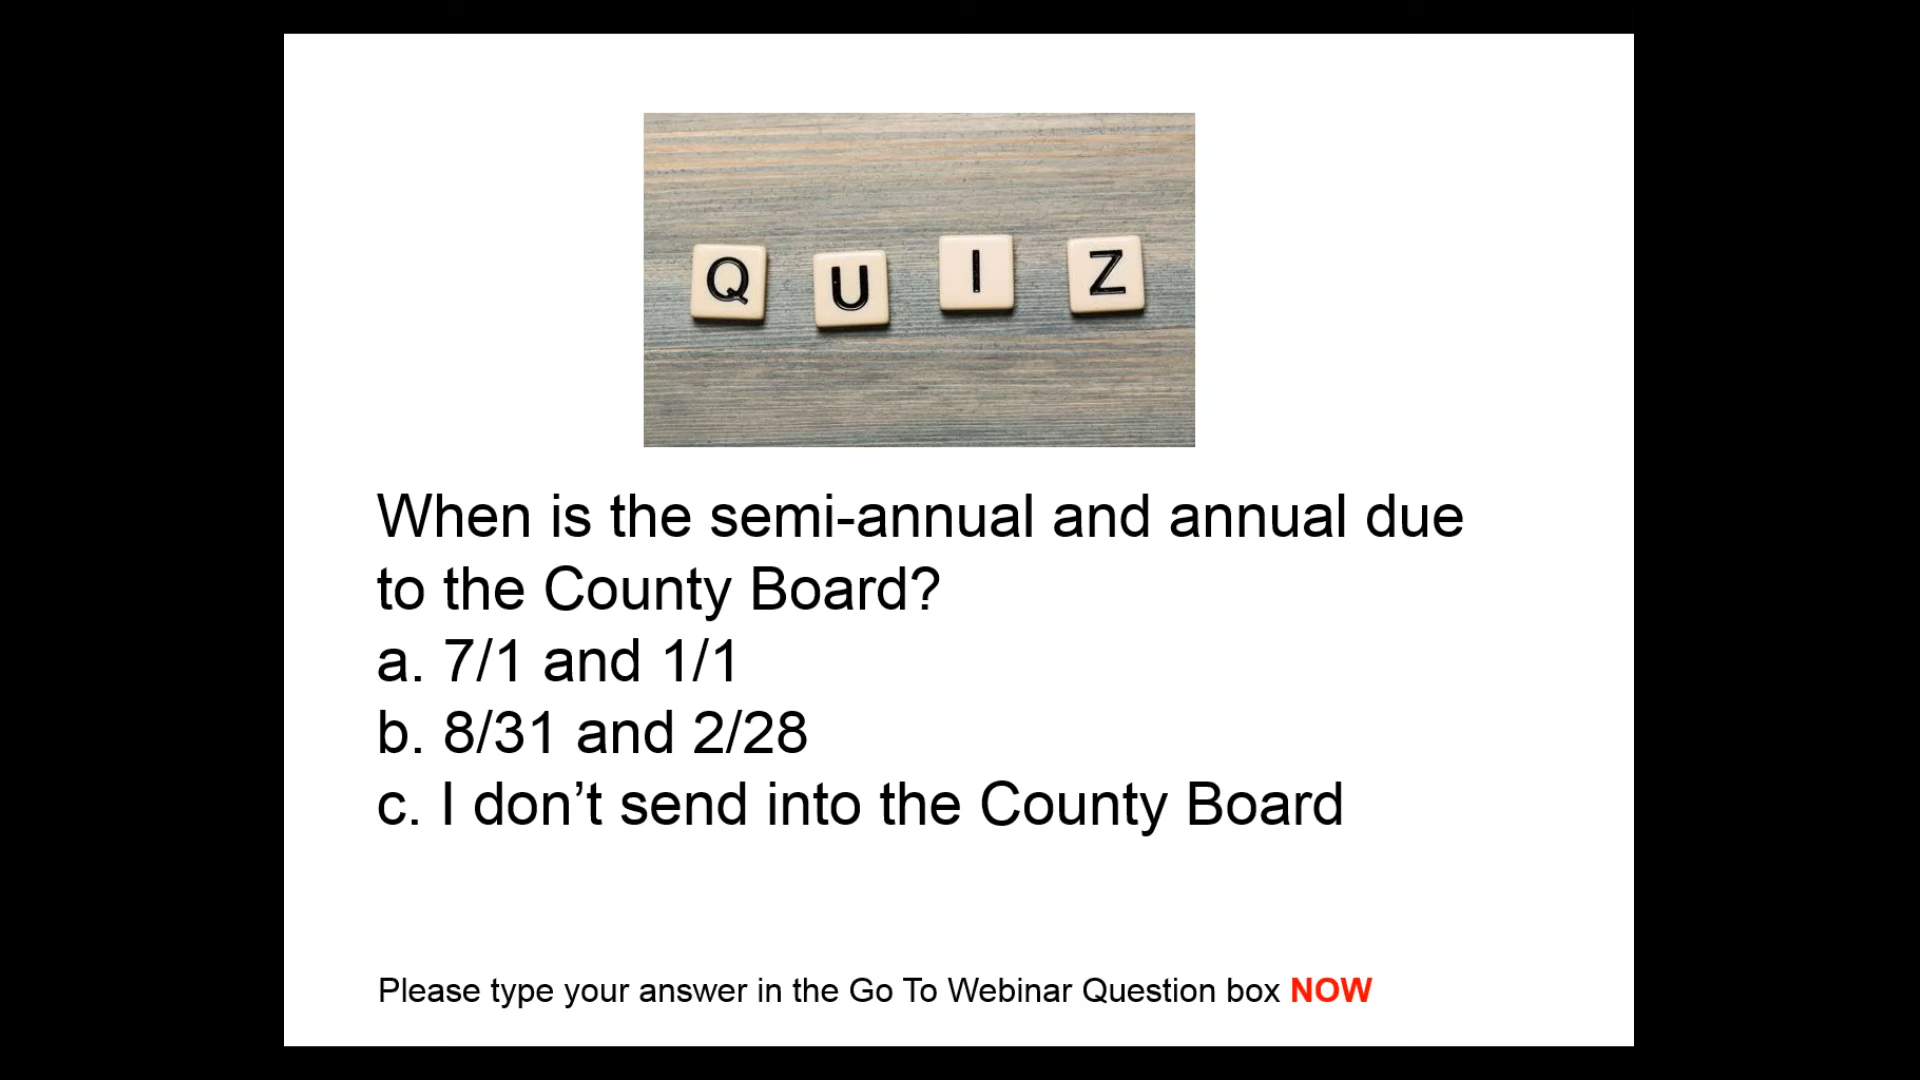 QUIZ
When is the semi-annual and annual due
to the County Board?
a. 7/1 and 1/1
b. 8/31 and 2/28
c. I don’t send into the County Board
Please type your answer in the Go To Webinar Question box NOW